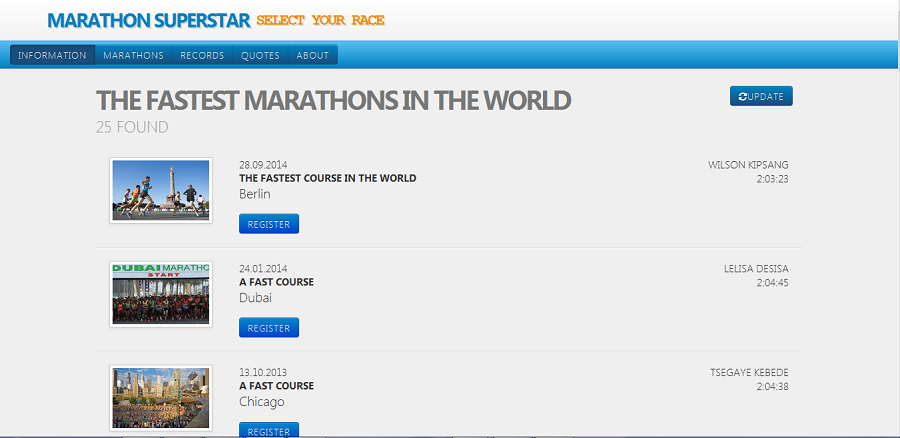 MARATHON SUPERSTAR SELECT YOUR RACE
INFORMATION MARATHONS RECORDS QUOTES ABOUT
THE FASTEST MARATHONS IN THE WORLD
UPDATE
25 FOUND
28.09.2014
THE FASTEST COURSE IN THE WORLD
Berlin
REGISTER
WILSON KIPSANG
2:03:23
DUBAI MARATHO
START
24.01.2014
A FAST COURSE
Dubai
REGISTER
LELISA DESISA
2:04:45
13.10.2013
A FAST COURSE
Chicago
REGISTER
TSEGAYE KEBEDE
2:04:38